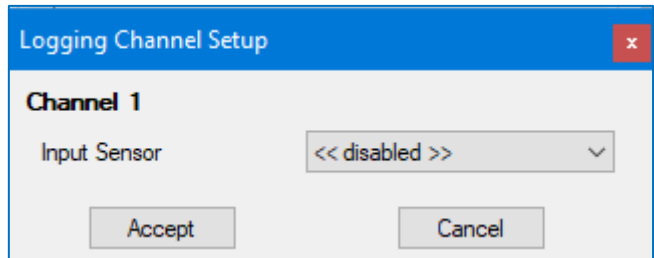 Logging Channel Setup x
Channel 1
Input Sensor << disabled >>
Accept Cancel